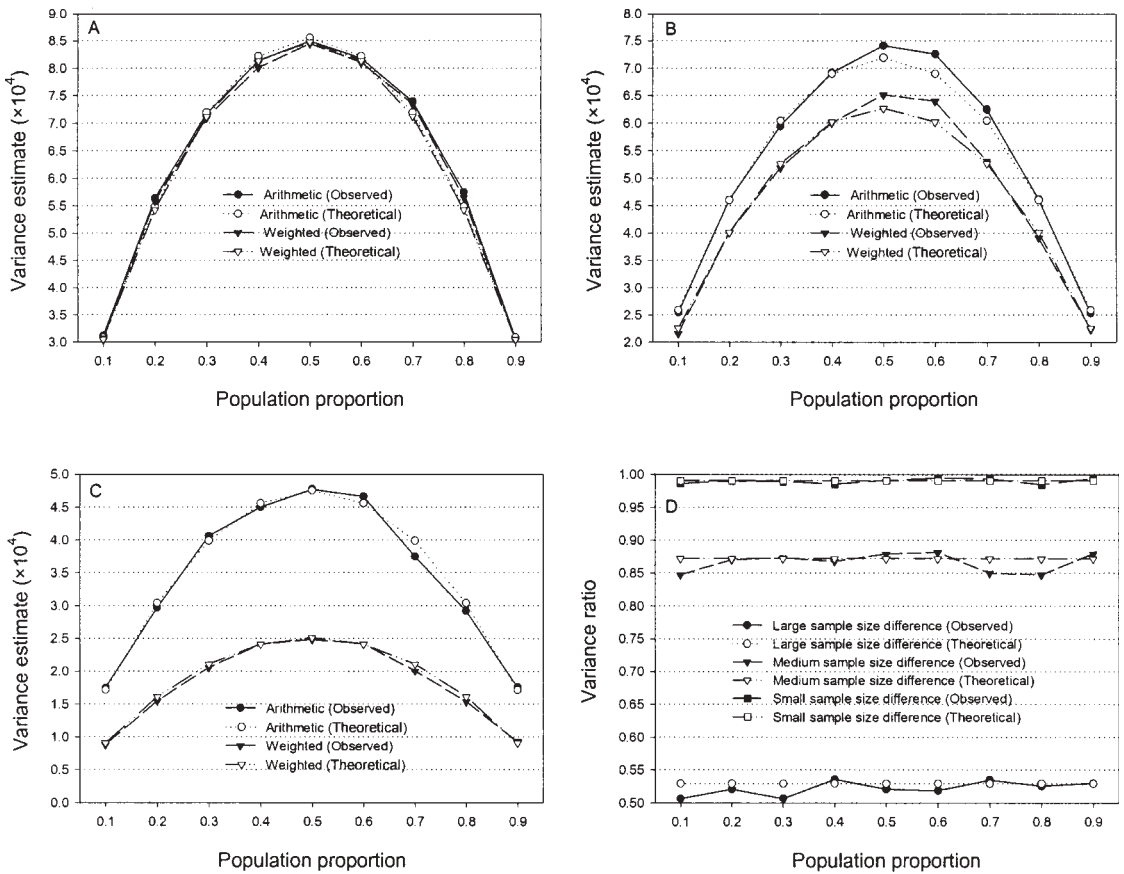 A
Variance estimate (×10⁴)
9.0
8.5
8.0
7.5
7.0
6.5
6.0
5.5
5.0
4.5
4.0
3.5
3.0
Arithmetic (Observed)
Arithmetic (Theoretical)
Weighted (Observed)
Weighted (Theoretical)
0.1 0.2 0.3 0.4 0.5 0.6 0.7 0.8 0.9
Population proportion
B
Variance estimate (×10⁴)
8.0
7.5
7.0
6.5
6.0
5.5
5.0
4.5
4.0
3.5
3.0
2.5
2.0
Arithmetic (Observed)
Arithmetic (Theoretical)
Weighted (Observed)
Weighted (Theoretical)
0.1 0.2 0.3 0.4 0.5 0.6 0.7 0.8 0.9
Population proportion
C
Variance estimate (×10⁴)
5.0
4.5
4.0
3.5
3.0
2.5
2.0
1.5
1.0
0.5
0.0
Arithmetic (Observed)
Arithmetic (Theoretical)
Weighted (Observed)
Weighted (Theoretical)
0.1 0.2 0.3 0.4 0.5 0.6 0.7 0.8 0.9
Population proportion
D
Variance ratio
1.00
0.95
0.90
0.85
0.80
0.75
0.70
0.65
0.60
0.55
0.50
Large sample size difference (Observed)
Large sample size difference (Theoretical)
Medium sample size difference (Observed)
Medium sample size difference (Theoretical)
Small sample size difference (Observed)
Small sample size difference (Theoretical)
0.1 0.2 0.3 0.4 0.5 0.6 0.7 0.8 0.9
Population proportion